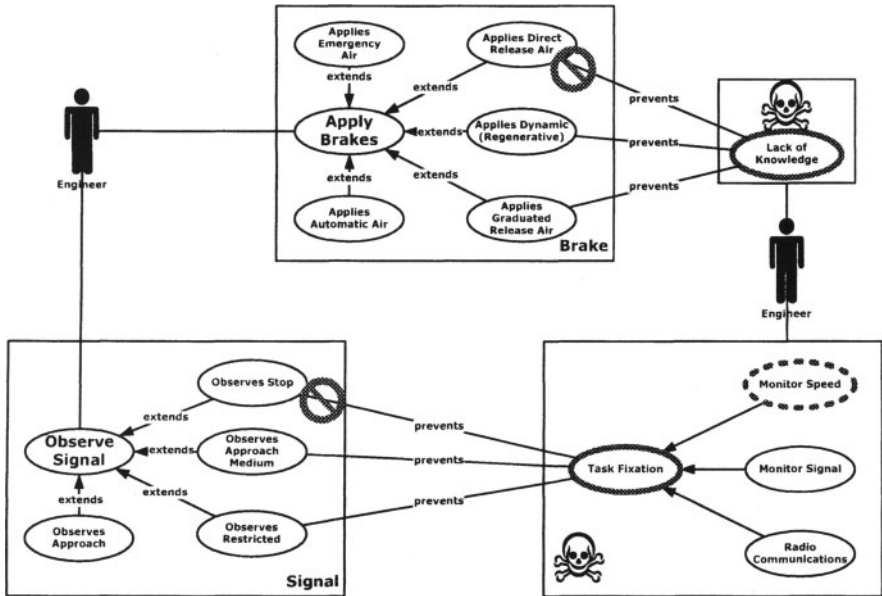 Applies
Emergency
Air
Applies Direct
Release Air
extends
extends
prevents
Apply
Brakes
extends
Applies Dynamic
(Regenerative)
prevents
Lack of
Knowledge
extends
extends
prevents
Engineer
Applies
Automatic Air
Applies
Graduated
Release Air
Brake
Engineer
Observes Stop
Monitor Speed
extends
prevents
Observe
Signal
extends
Observes
Approach
Medium
prevents
Task Fixation
Monitor Signal
extends
extends
prevents
Observes
Approach
Observes
Restricted
Radio
Communications
Signal